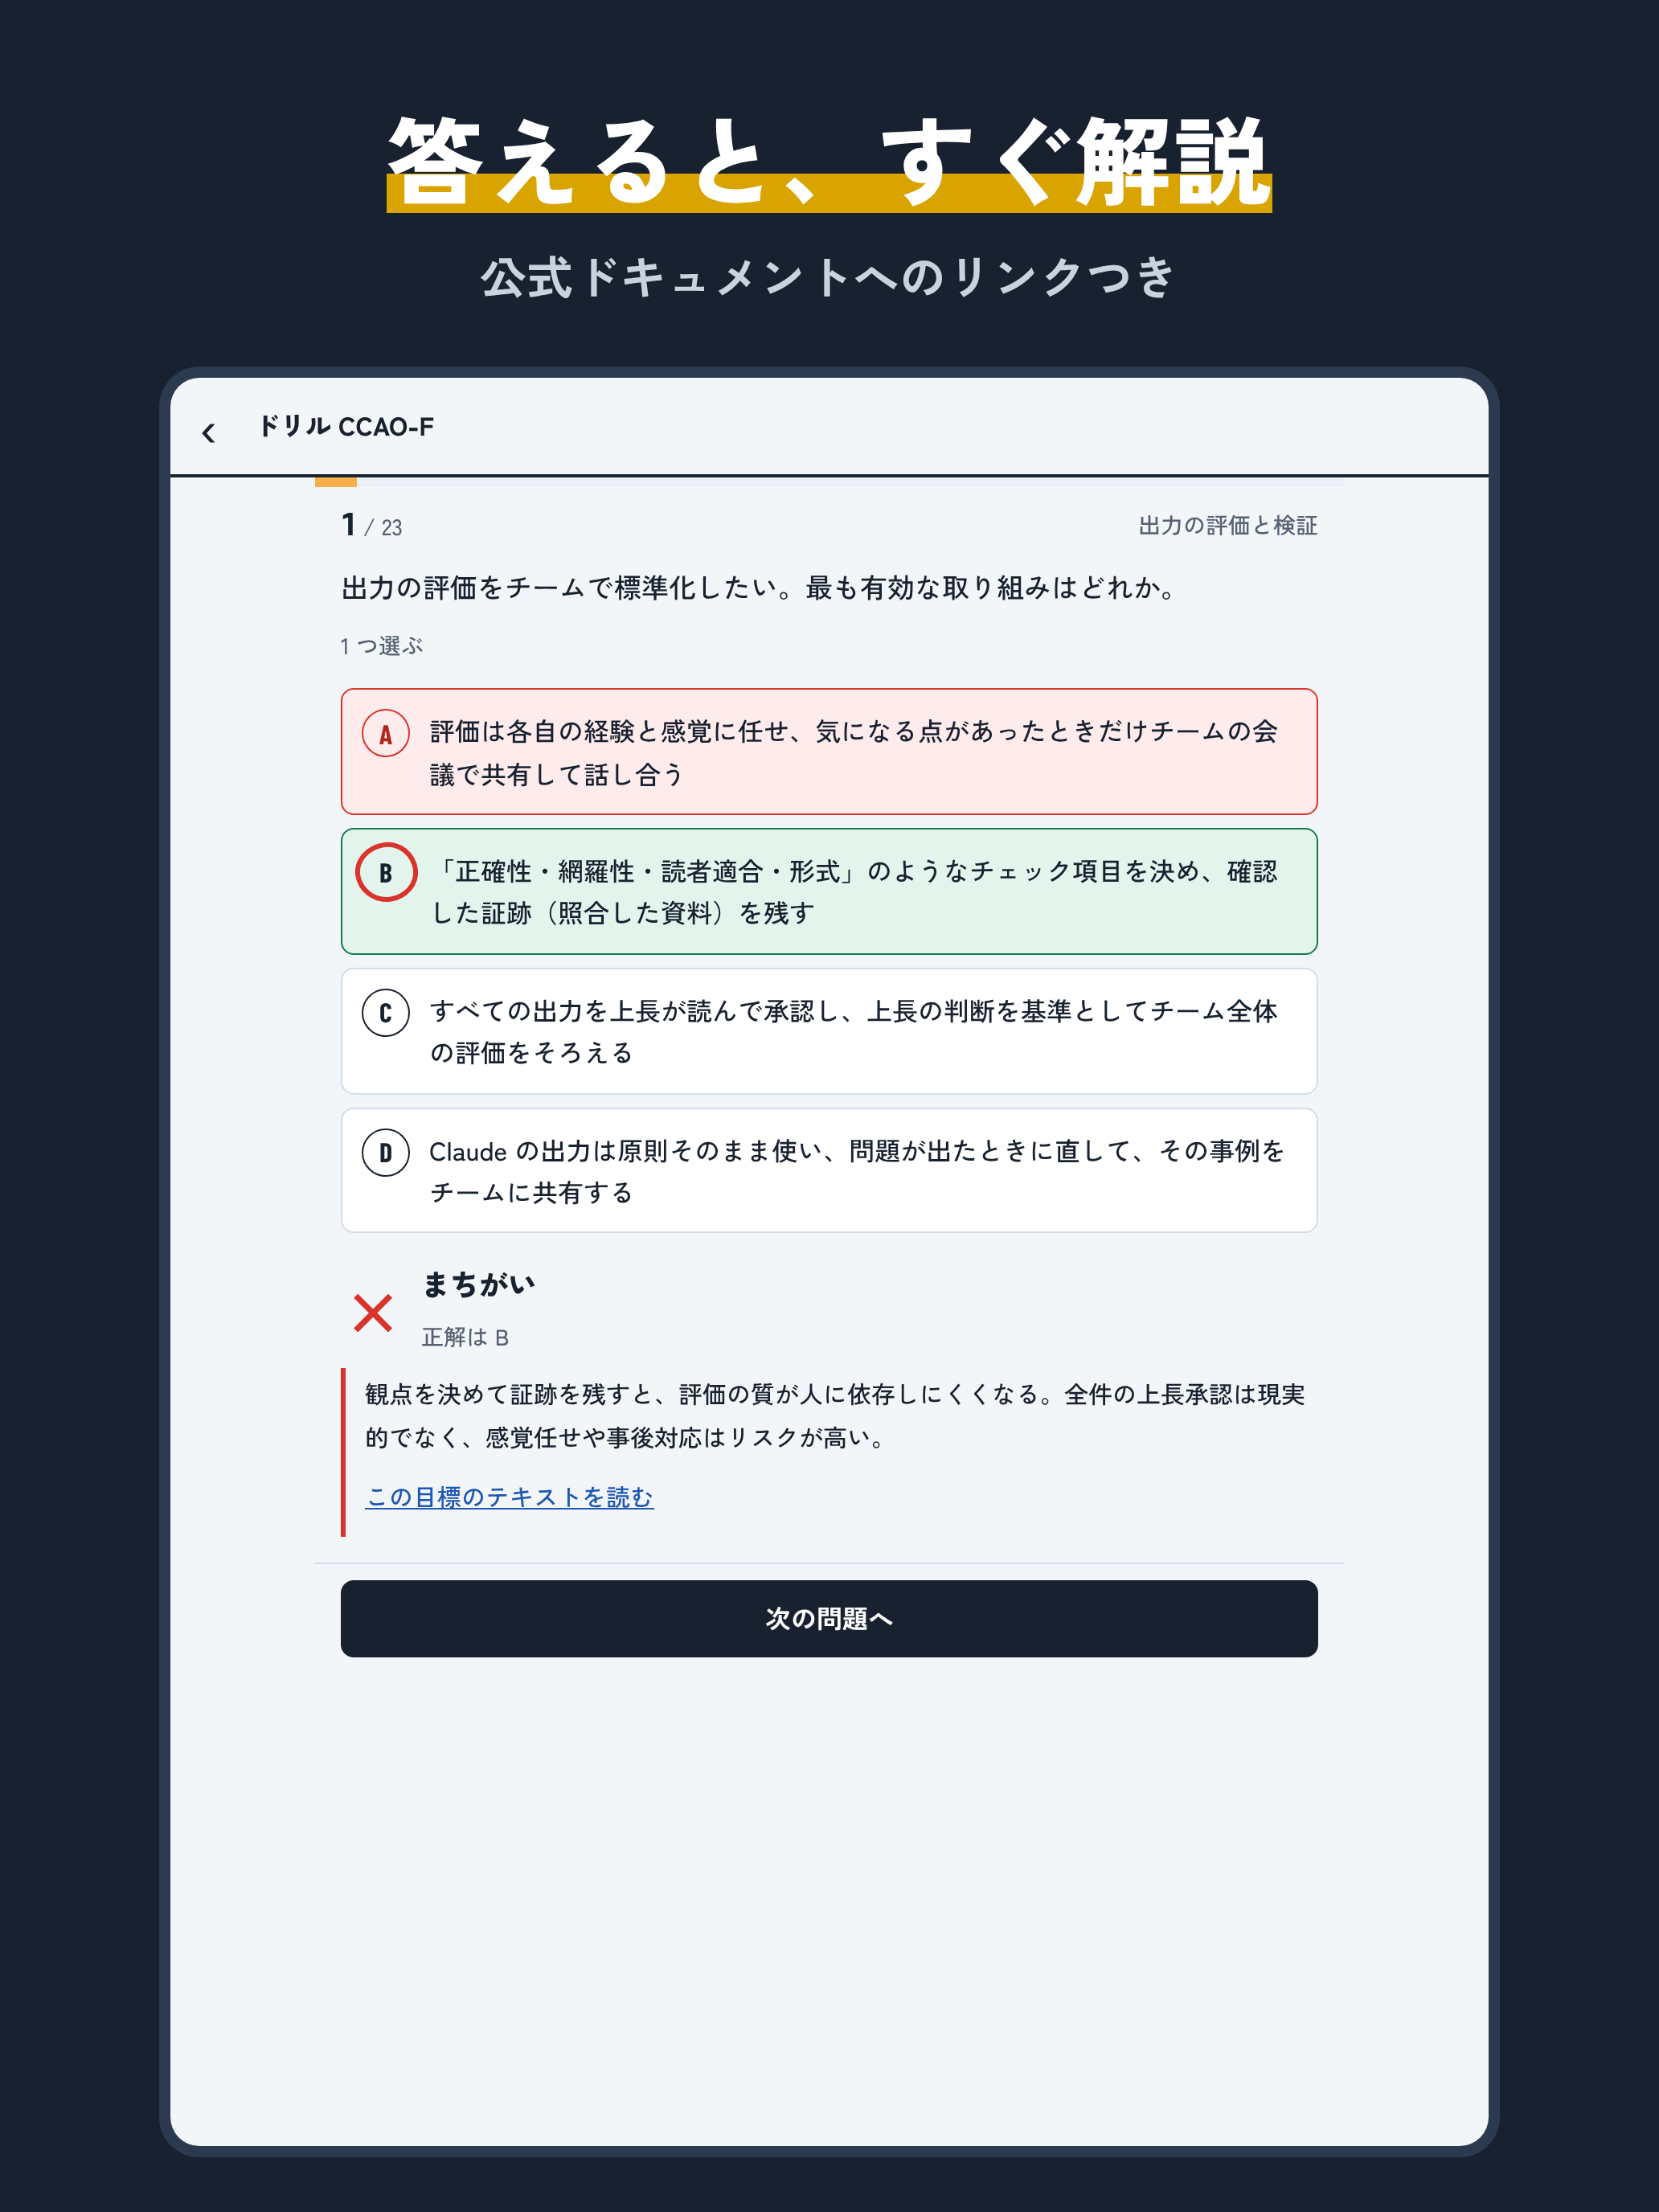 答えると、すぐ解説
公式ドキュメントへのリンクつき
‹ ドリル CCAO-F
1 / 23
出力の評価と検証
出力の評価をチームで標準化したい。最も有効な取り組みはどれか。
1 つ選ぶ
A 評価は各自の経験と感覚に任せ、気になる点があったときだけチームの会
議で共有して話し合う
B 「正確性・網羅性・読者適合・形式」のようなチェック項目を決め、確認
した証跡（照合した資料）を残す
C すべての出力を上長が読んで承認し、上長の判断を基準としてチーム全体
の評価をそろえる
D Claude の出力は原則そのまま使い、問題が出たときに直して、その事例を
チームに共有する
まちがい
正解は B
観点を決めて証跡を残すと、評価の質が人に依存しにくくなる。全件の上長承認は現実
的でなく、感覚任せや事後対応はリスクが高い。
この目標のテキストを読む
次の問題へ